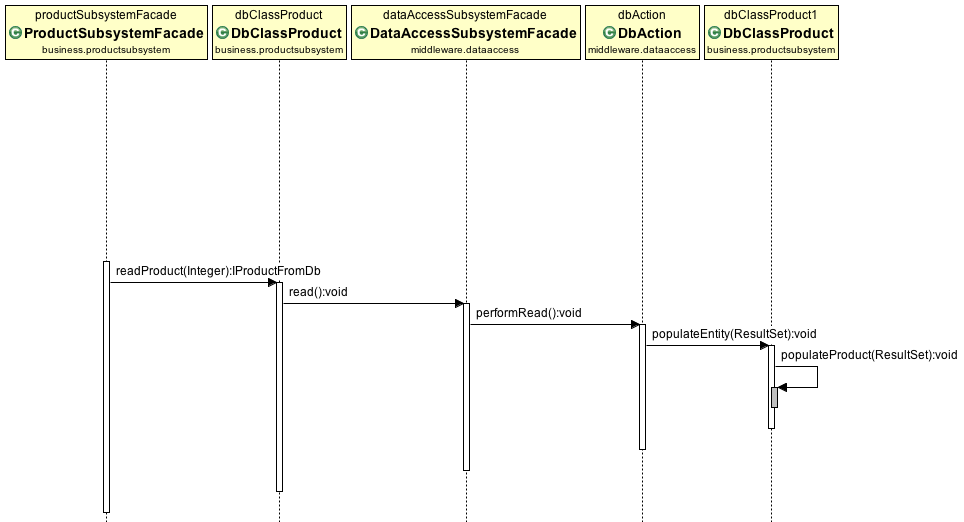 productSubsystemFacade
C ProductSubsystemFacade
business.productsubsystem
dbClassProduct
C DbClassProduct
business.productsubsystem
dataAccessSubsystemFacade
C DataAccessSubsystemFacade
middleware.dataaccess
dbAction
C DbAction
middleware.dataaccess
dbClassProduct1
C DbClassProduct
business.productsubsystem
readProduct(Integer):IProductFromDb
read():void
performRead():void
populateEntity(ResultSet):void
populateProduct(ResultSet):void